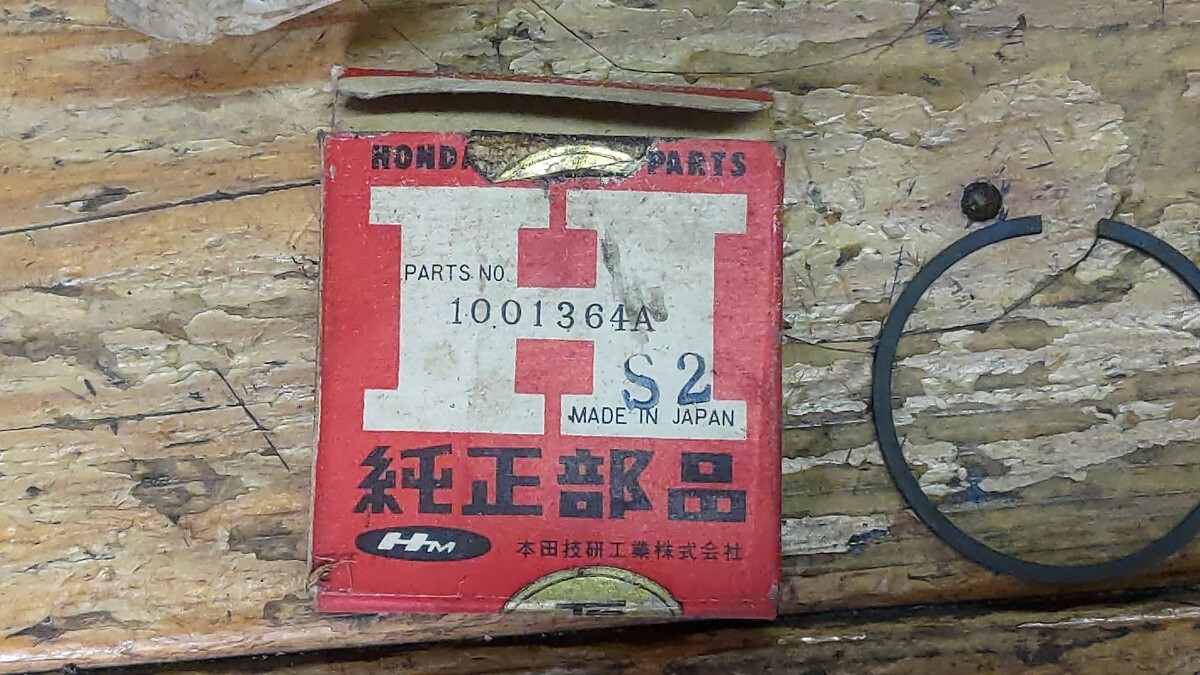 HONDA PARTS
PARTS NO.
1001364A
S2
MADE IN JAPAN
純正部品
HM 本田技研工業株式会社